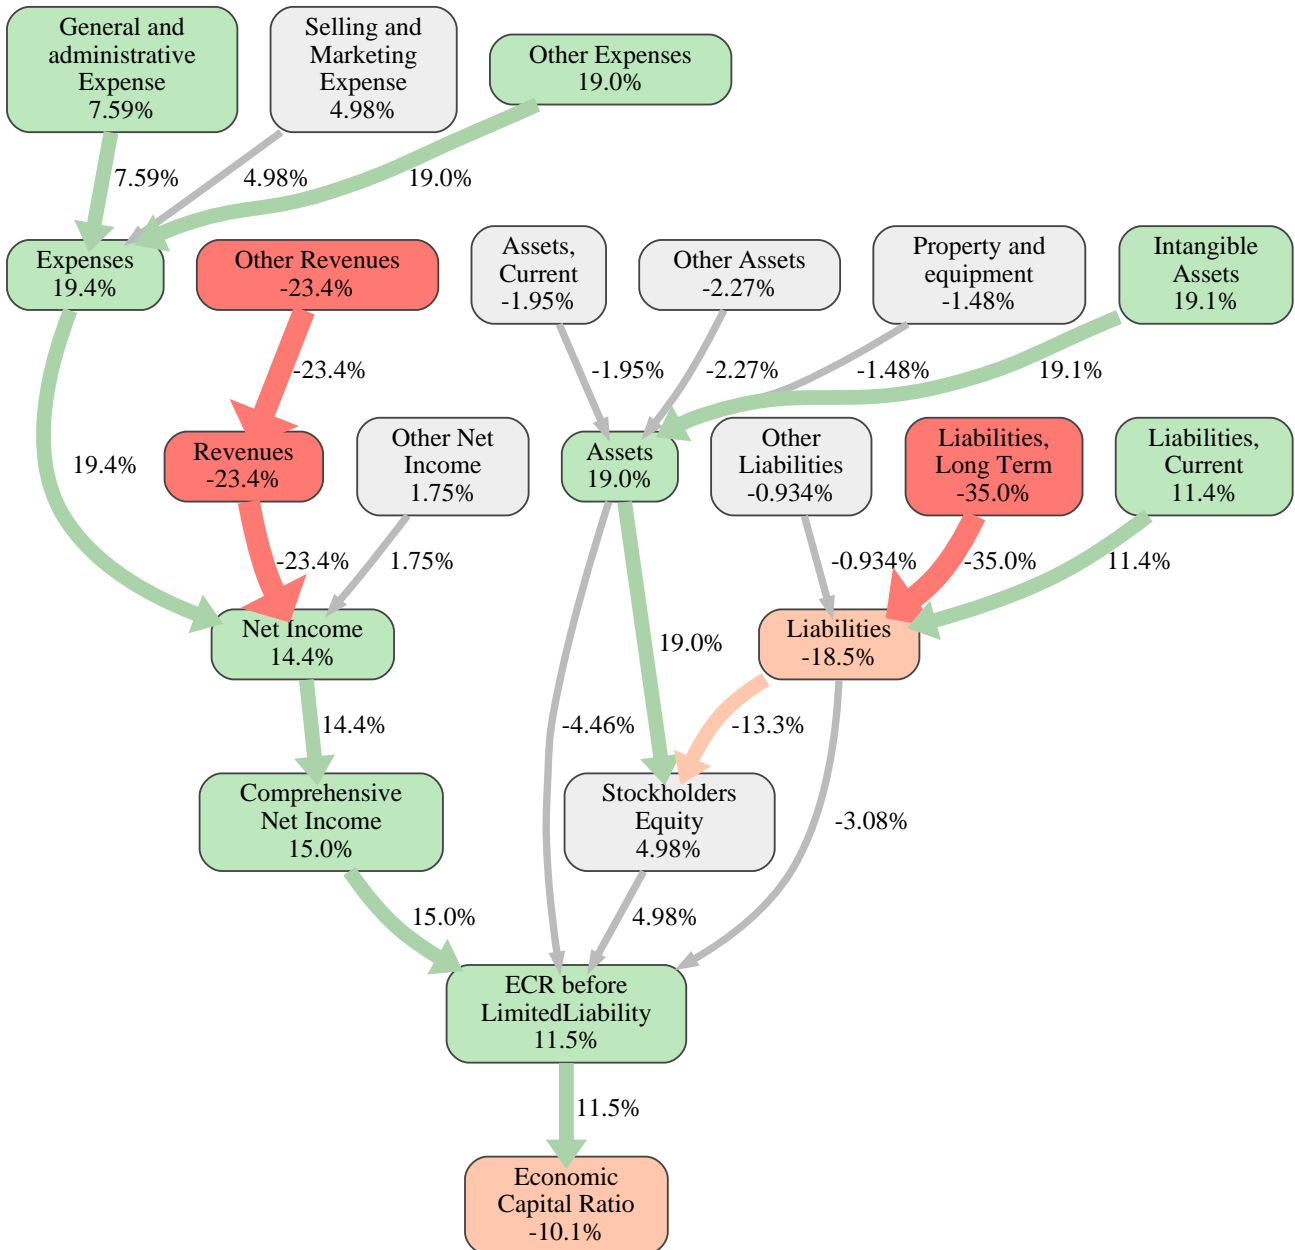 General and
administrative
Expense
7.59%
Selling and
Marketing
Expense
4.98%
Other Expenses
19.0%
7.59%
4.98%
19.0%
Expenses
19.4%
Other Revenues
-23.4%
Assets,
Current
-1.95%
Other Assets
-2.27%
Property and
equipment
-1.48%
Intangible
Assets
19.1%
-23.4%
-1.95%
-2.27%
-1.48%
19.1%
19.4%
Revenues
-23.4%
Other Net
Income
1.75%
Assets
19.0%
Other
Liabilities
-0.934%
Liabilities,
Long Term
-35.0%
Liabilities,
Current
11.4%
-23.4%
1.75%
-0.934%
-35.0%
11.4%
Net Income
14.4%
19.0%
Liabilities
-18.5%
14.4%
-4.46%
-13.3%
Comprehensive
Net Income
15.0%
Stockholders
Equity
4.98%
-3.08%
15.0%
4.98%
ECR before
LimitedLiability
11.5%
11.5%
Economic
Capital Ratio
-10.1%